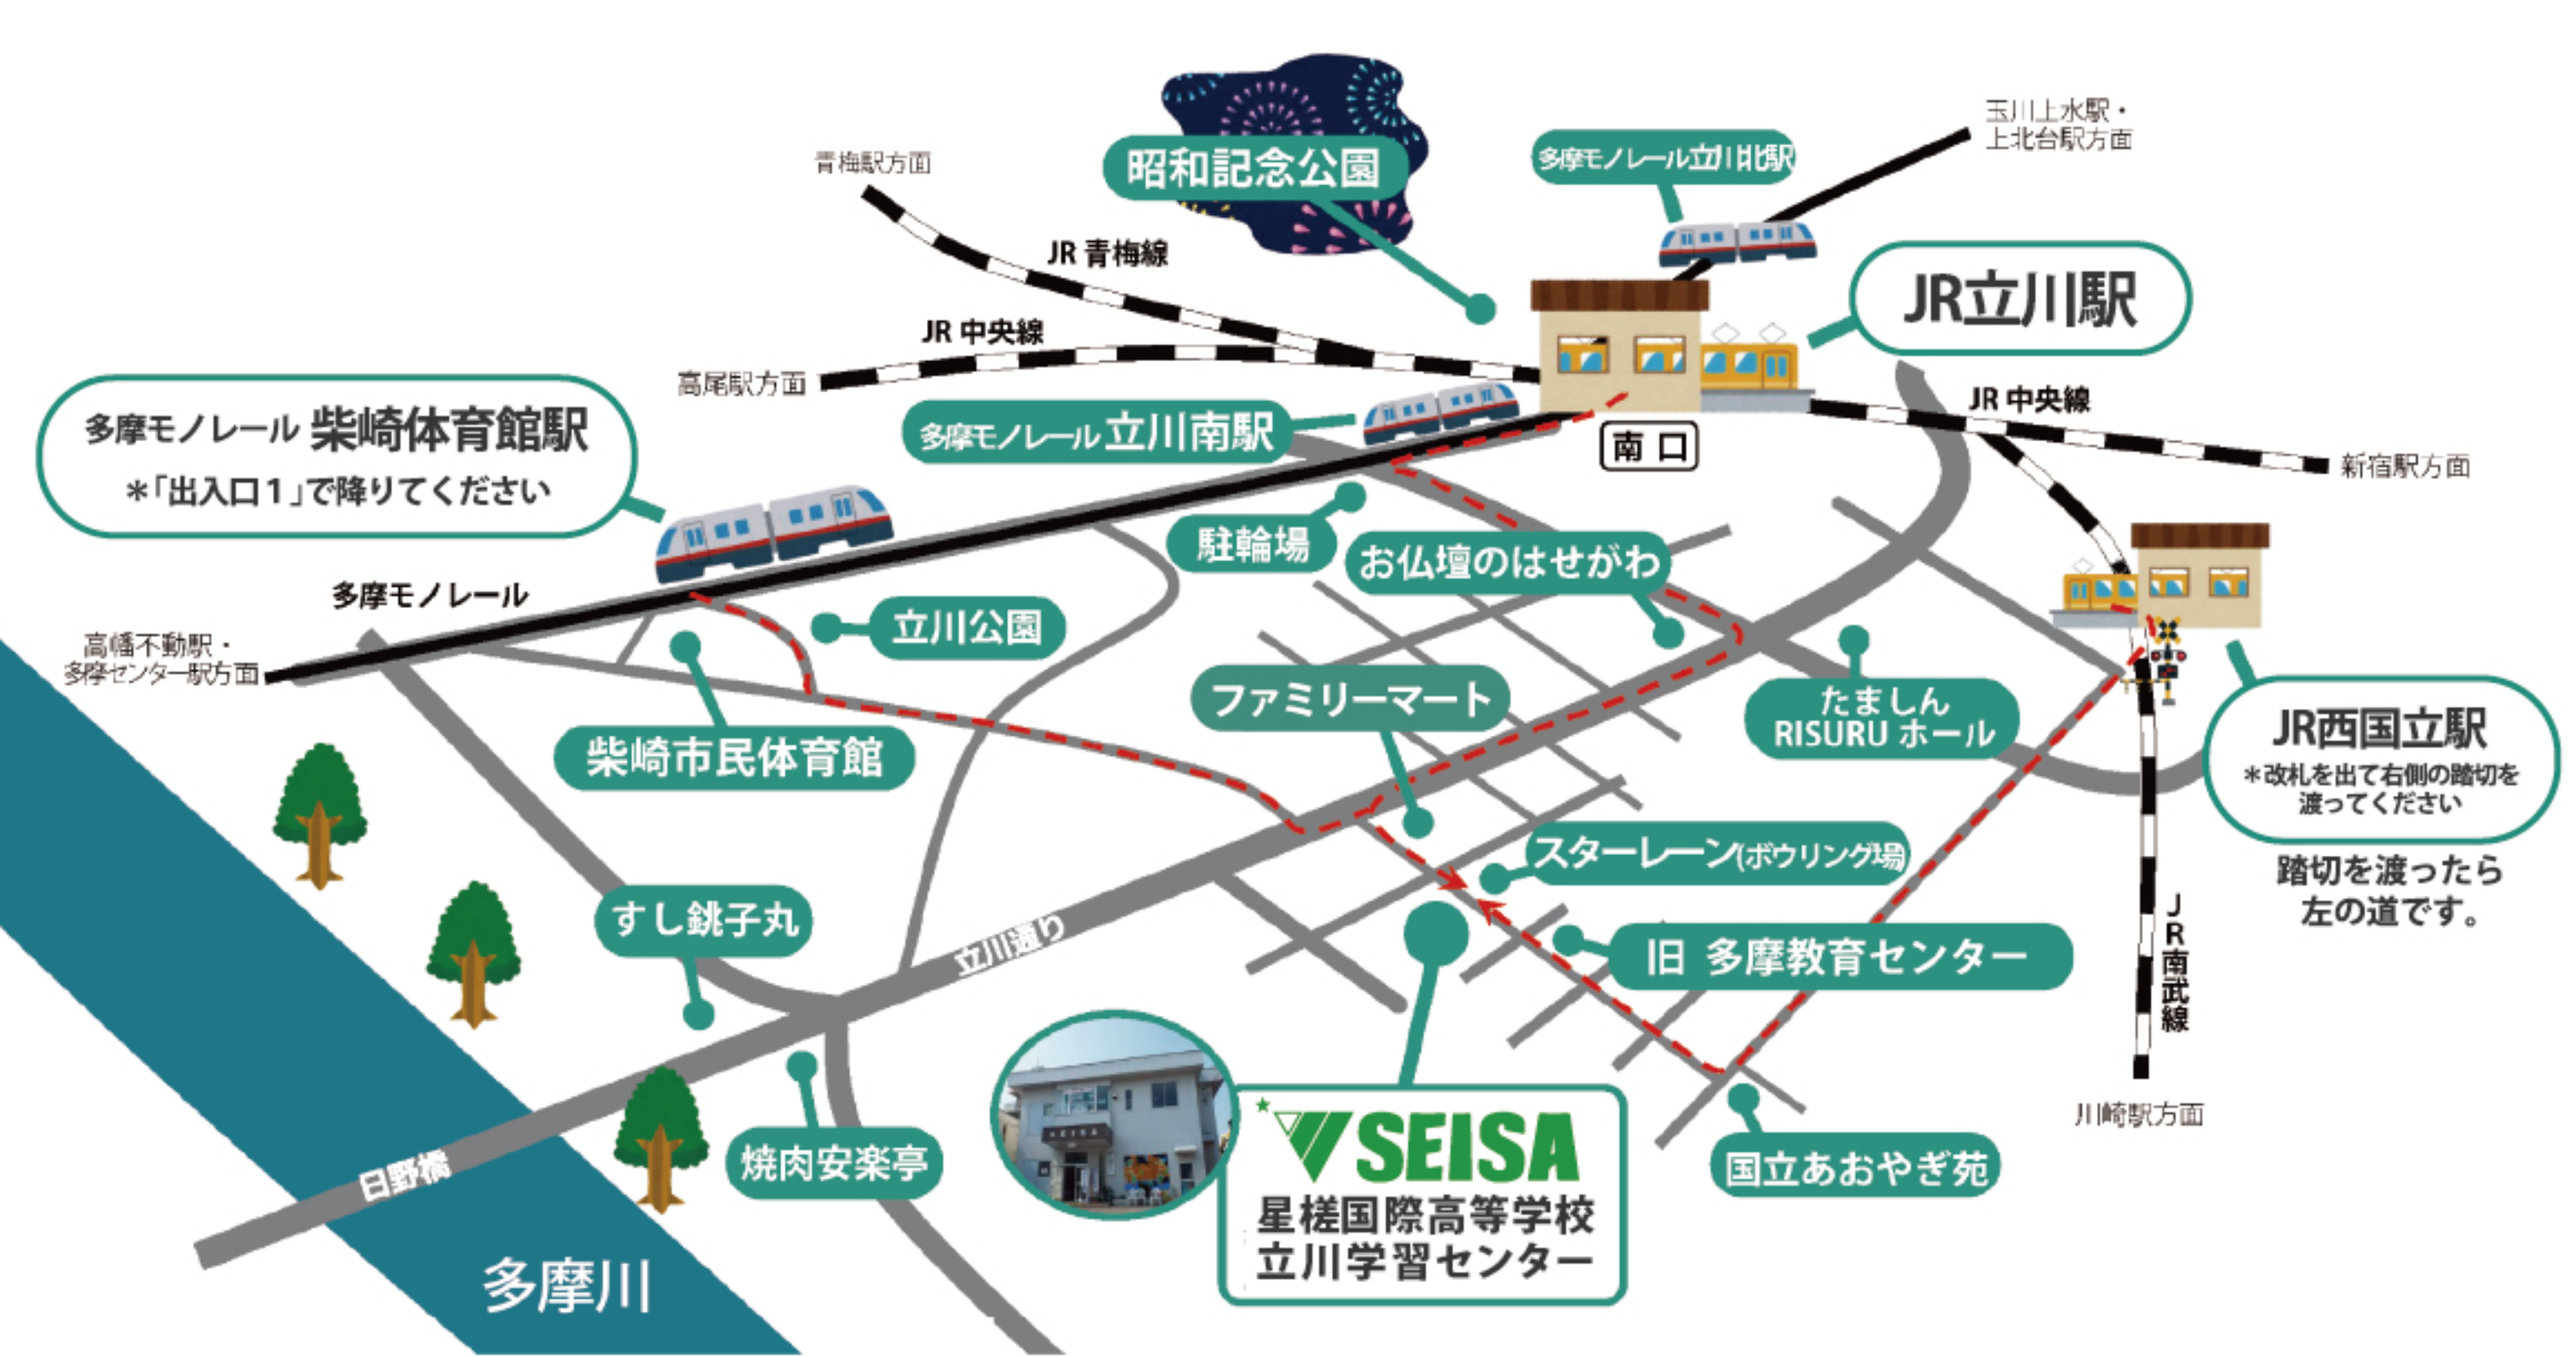 玉川上水駅・
上北台駅方面
青梅駅方面
昭和記念公園
多摩モノレール立川北駅
JR 青梅線
JR立川駅
JR 中央線
高尾駅方面
JR 中央線
新宿駅方面
多摩モノレール 柴崎体育館駅
＊「出入口１」で降りてください
多摩モノレール 立川南駅
南 口
駐輪場
お仏壇のはせがわ
多摩モノレール
立川公園
高幡不動駅・
多摩センター駅方面
ファミリーマート
たましん
RISURU ホール
JR西国立駅
＊改札を出て右側の踏切を
渡ってください
踏切を渡ったら
左の道です。
柴崎市民体育館
スターレーン(ボウリング場)
すし銚子丸
立川通り
旧 多摩教育センター
JR南武線
川崎駅方面
焼肉安楽亭
日野橋
SEISA
SEISA
星槎国際高等学校
立川学習センター
国立あおやぎ苑
多摩川